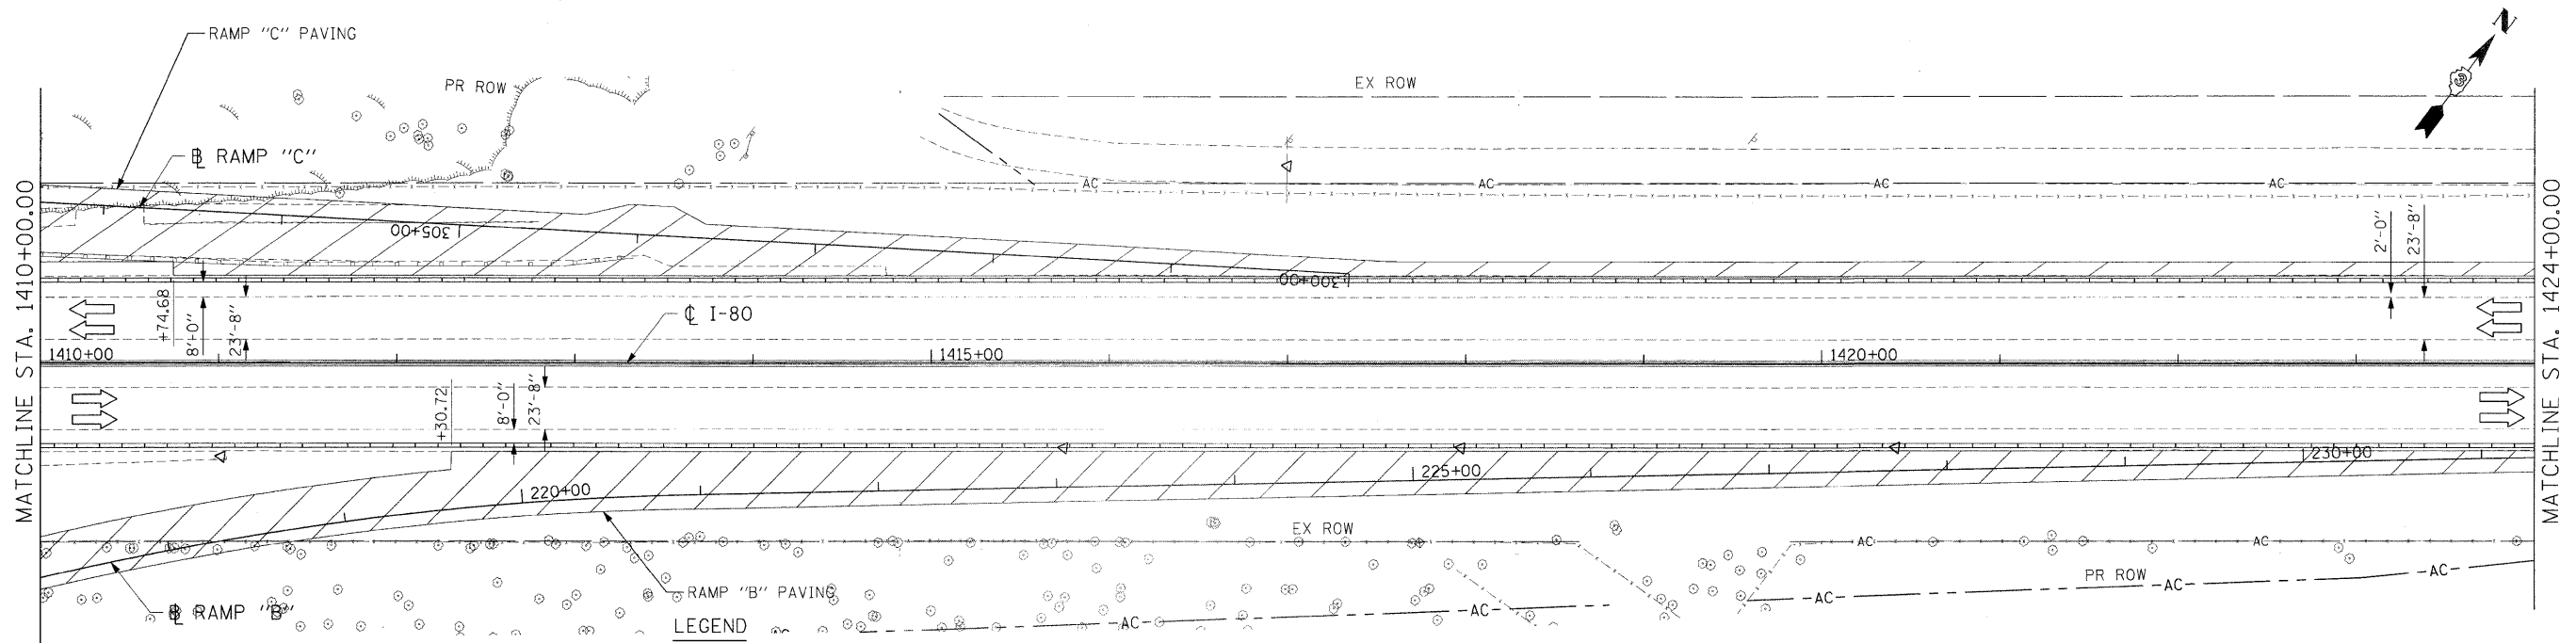 RAMP "C" PAVING
N
EX ROW
PR ROW
℄ RAMP "C"
AC
AC
AC
AC
MATCHLINE STA. 1410+00.00
MATCHLINE STA. 1424+00.00
305+00
300+00
2'-0"
23'-8"
+74.68
8'-0"
23'-8"
℄ I-80
1410+00
1415+00
1420+00
+30.72
8'-0"
23'-8"
220+00
225+00
230+00
EX ROW
AC
AC
PR ROW
AC
AC
AC
AC
AC
RAMP "B" PAVING
RAMP "B"
LEGEND